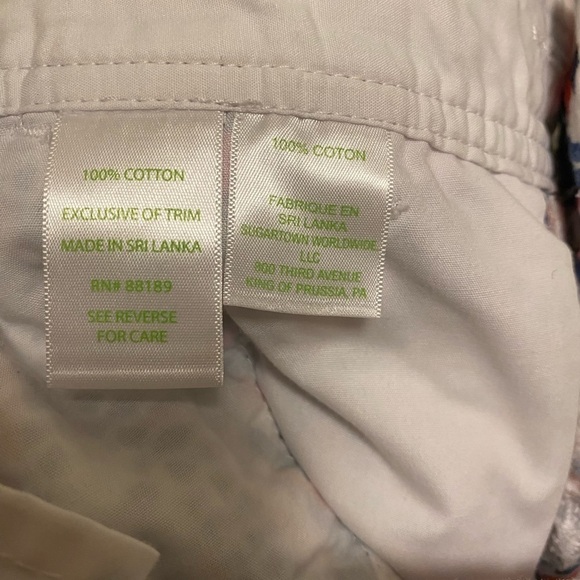 100% COTTON
EXCLUSIVE OF TRIM
MADE IN SRI LANKA
RN# 88189
SEE REVERSE
FOR CARE
100% COTON
FABRIQUE EN
SRI LANKA
SUGARTOWN WORLDWIDE,
LLC
800 THIRD AVENUE
KING OF PRUSSIA, PA